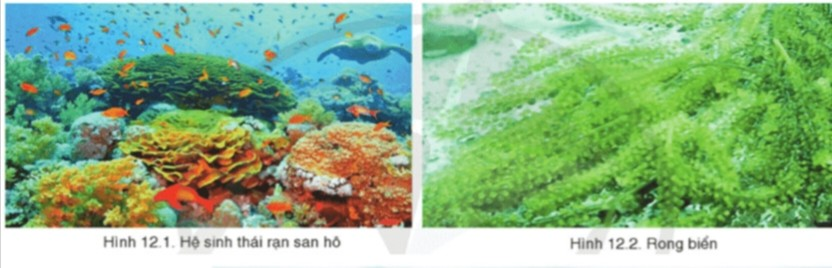 Hình 12.1. Hệ sinh thái rạn san hô
Hình 12.2. Rong biển